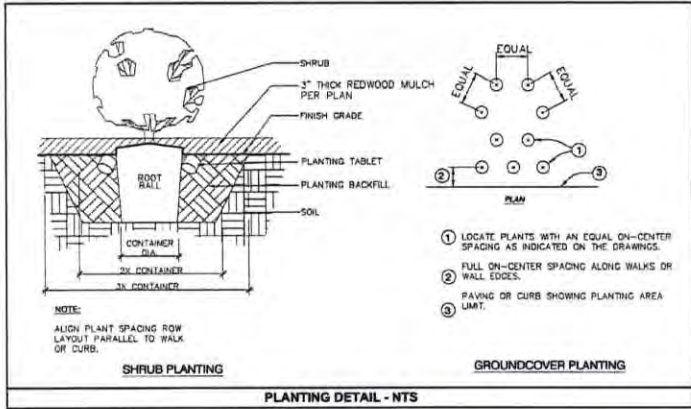 SHRUB
3" THICK REDWOOD MULCH
PER PLAN
FINISH GRADE
PLANTING TABLET
PLANTING BACKFILL
SOIL
ROOT
BALL
CONTAINER
DIA.
2X CONTAINER
3X CONTAINER
NOTE:
ALIGN PLANT SPACING ROW
LAYOUT PARALLEL TO WALK
OR CURB.
SHRUB PLANTING
EQUAL
EQUAL
EQUAL
1
2
3
PLAN
1 LOCATE PLANTS WITH AN EQUAL ON-CENTER
SPACING AS INDICATED ON THE DRAWINGS.
2 FULL ON-CENTER SPACING ALONG WALKS OR
WALL EDGES.
3 PAVING OR CURB SHOWING PLANTING AREA
LIMIT.
GROUNDCOVER PLANTING
PLANTING DETAIL - NTS